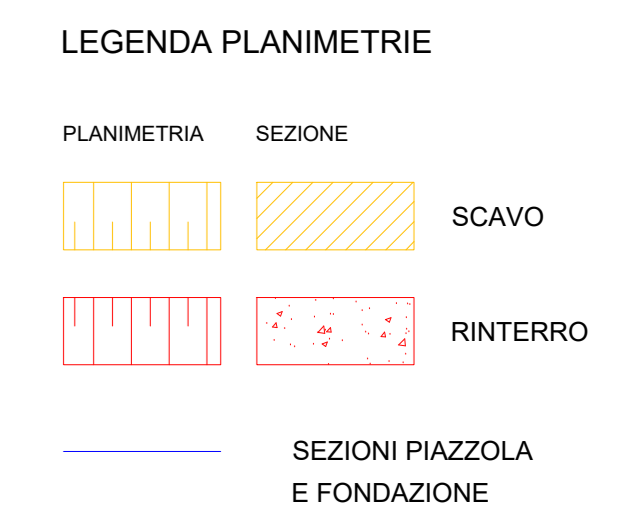 LEGENDA PLANIMETRIE
PLANIMETRIA SEZIONE
SCAVO
RINTERRO
SEZIONI PIAZZOLA
E FONDAZIONE